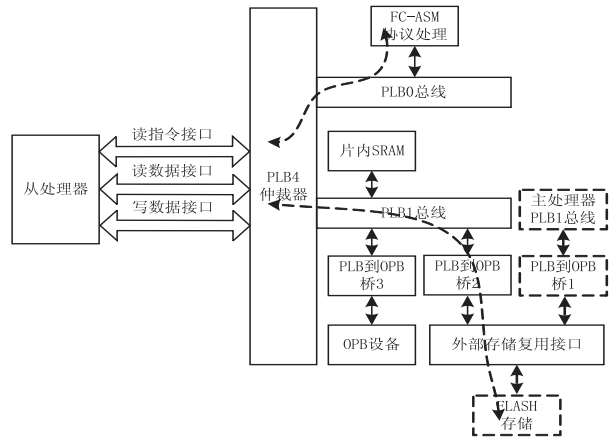 FC-ASM
协议处理
PLB0总线
读指令接口
读数据接口
写数据接口
从处理器
PLB4
仲裁器
片内SRAM
PLB1总线
主处理器
PLB1总线
PLB到OPB
桥3
PLB到OPB
桥2
PLB到OPB
桥1
OPB设备
外部存储复用接口
FLASH
存储